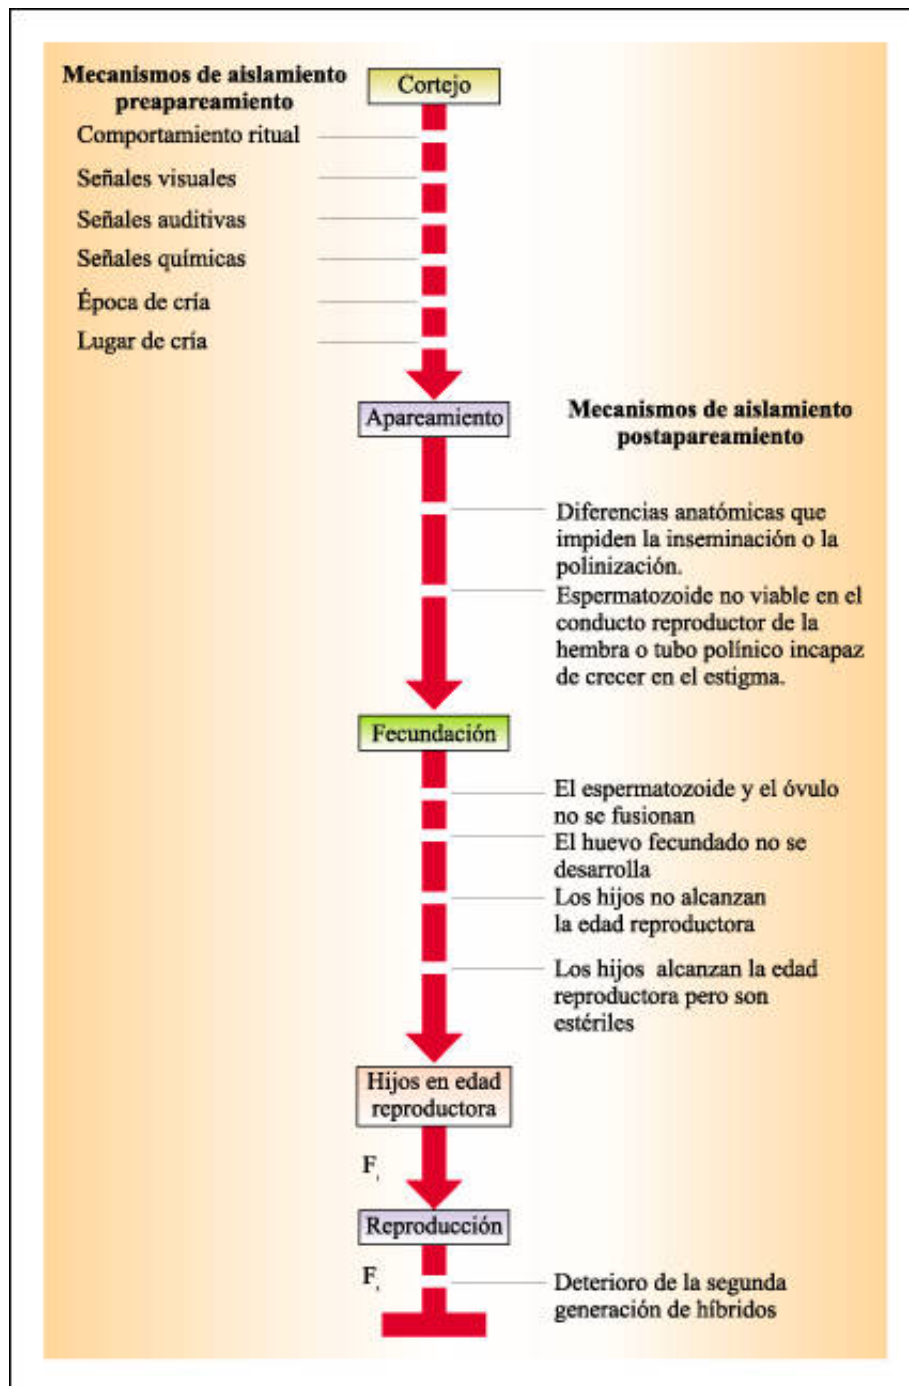 Mecanismos de aislamiento
preapareamiento
Cortejo
Comportamiento ritual
Señales visuales
Señales auditivas
Señales químicas
Época de cría
Lugar de cría
Apareamiento
Mecanismos de aislamiento
postapareamiento
Diferencias anatómicas que
impiden la inseminación o la
polinización.
Espermatozoide no viable en el
conducto reproductor de la
hembra o tubo polínico incapaz
de crecer en el estigma.
Fecundación
El espermatozoide y el óvulo
no se fusionan
El huevo fecundado no se
desarrolla
Los hijos no alcanzan
la edad reproductora
Los hijos alcanzan la edad
reproductora pero son
estériles
Hijos en edad
reproductora
F
Reproducción
F
Deterioro de la segunda
generación de híbridos